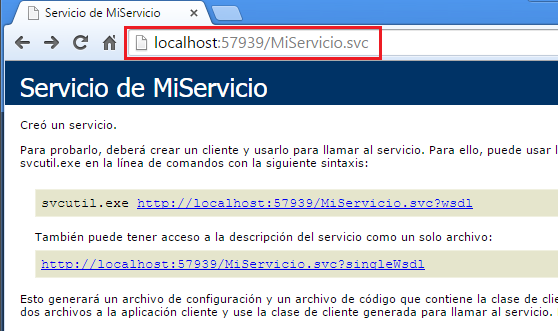 Servicio de MiServicio
localhost:57939/MiServicio.svc
Servicio de MiServicio
Creó un servicio.
Para probarlo, deberá crear un cliente y usarlo para llamar al servicio. Para ello, puede usar
svcutil.exe en la línea de comandos con la siguiente sintaxis:
svcutil.exe http://localhost:57939/MiServicio.svc?wsdl
También puede tener acceso a la descripción del servicio como un solo archivo:
http://localhost:57939/MiServicio.svc?singleWsdl
Esto generará un archivo de configuración y un archivo de código que contiene la clase de
dos archivos a la aplicación cliente y use la clase de cliente generada para llamar al servicio.